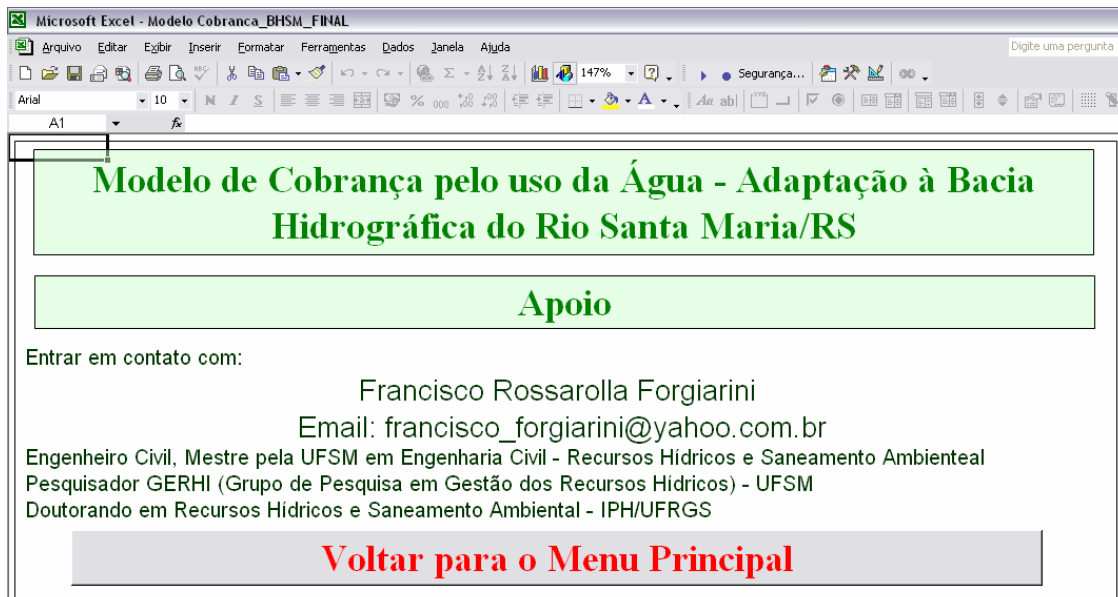 Microsoft Excel - Modelo Cobranca_BHSM_FINAL
Arquivo Editar Exibir Inserir Formatar Ferramentas Dados Janela Ajuda Digite uma pergunta
147% Segurança...
Arial 10 N I S % 000 Aa ab|
A1 fx
Modelo de Cobrança pelo uso da Água - Adaptação à Bacia
Hidrográfica do Rio Santa Maria/RS
Apoio
Entrar em contato com:
Francisco Rossarolla Forgiarini
Email: francisco_forgiarini@yahoo.com.br
Engenheiro Civil, Mestre pela UFSM em Engenharia Civil - Recursos Hídricos e Saneamento Ambienteal
Pesquisador GERHI (Grupo de Pesquisa em Gestão dos Recursos Hídricos) - UFSM
Doutorando em Recursos Hídricos e Saneamento Ambiental - IPH/UFRGS
Voltar para o Menu Principal